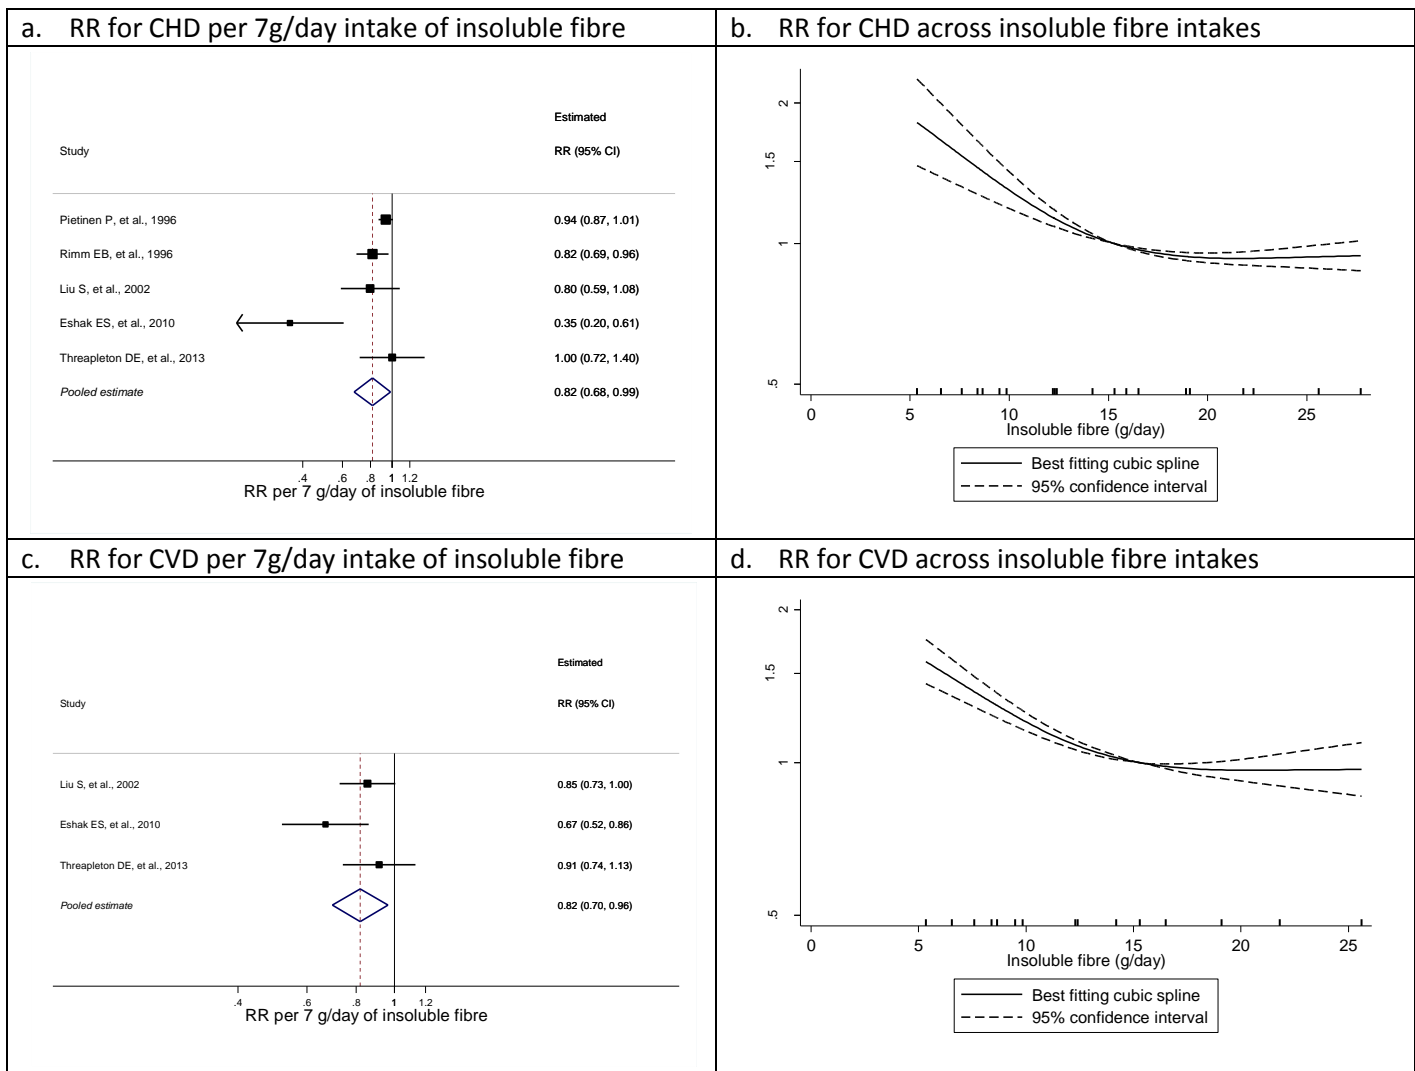 a. RR for CHD per 7g/day intake of insoluble fibre
Estimated
Study RR (95% CI)
Pietinen P, et al., 1996 0.94 (0.87, 1.01)
Rimm EB, et al., 1996 0.82 (0.69, 0.96)
Liu S, et al., 2002 0.80 (0.59, 1.08)
Eshak ES, et al., 2010 0.35 (0.20, 0.61)
Threapleton DE, et al., 2013 1.00 (0.72, 1.40)
Pooled estimate 0.82 (0.68, 0.99)
.4 .6 .8 1 1.2
RR per 7 g/day of insoluble fibre
b. RR for CHD across insoluble fibre intakes
2
1.5
1
.5
0 5 10 15 20 25
Insoluble fibre (g/day)
Best fitting cubic spline
95% confidence interval
c. RR for CVD per 7g/day intake of insoluble fibre
Estimated
Study RR (95% CI)
Liu S, et al., 2002 0.85 (0.73, 1.00)
Eshak ES, et al., 2010 0.67 (0.52, 0.86)
Threapleton DE, et al., 2013 0.91 (0.74, 1.13)
Pooled estimate 0.82 (0.70, 0.96)
.4 .6 .8 1 1.2
RR per 7 g/day of insoluble fibre
d. RR for CVD across insoluble fibre intakes
2
1.5
1
.5
0 5 10 15 20 25
Insoluble fibre (g/day)
Best fitting cubic spline
95% confidence interval